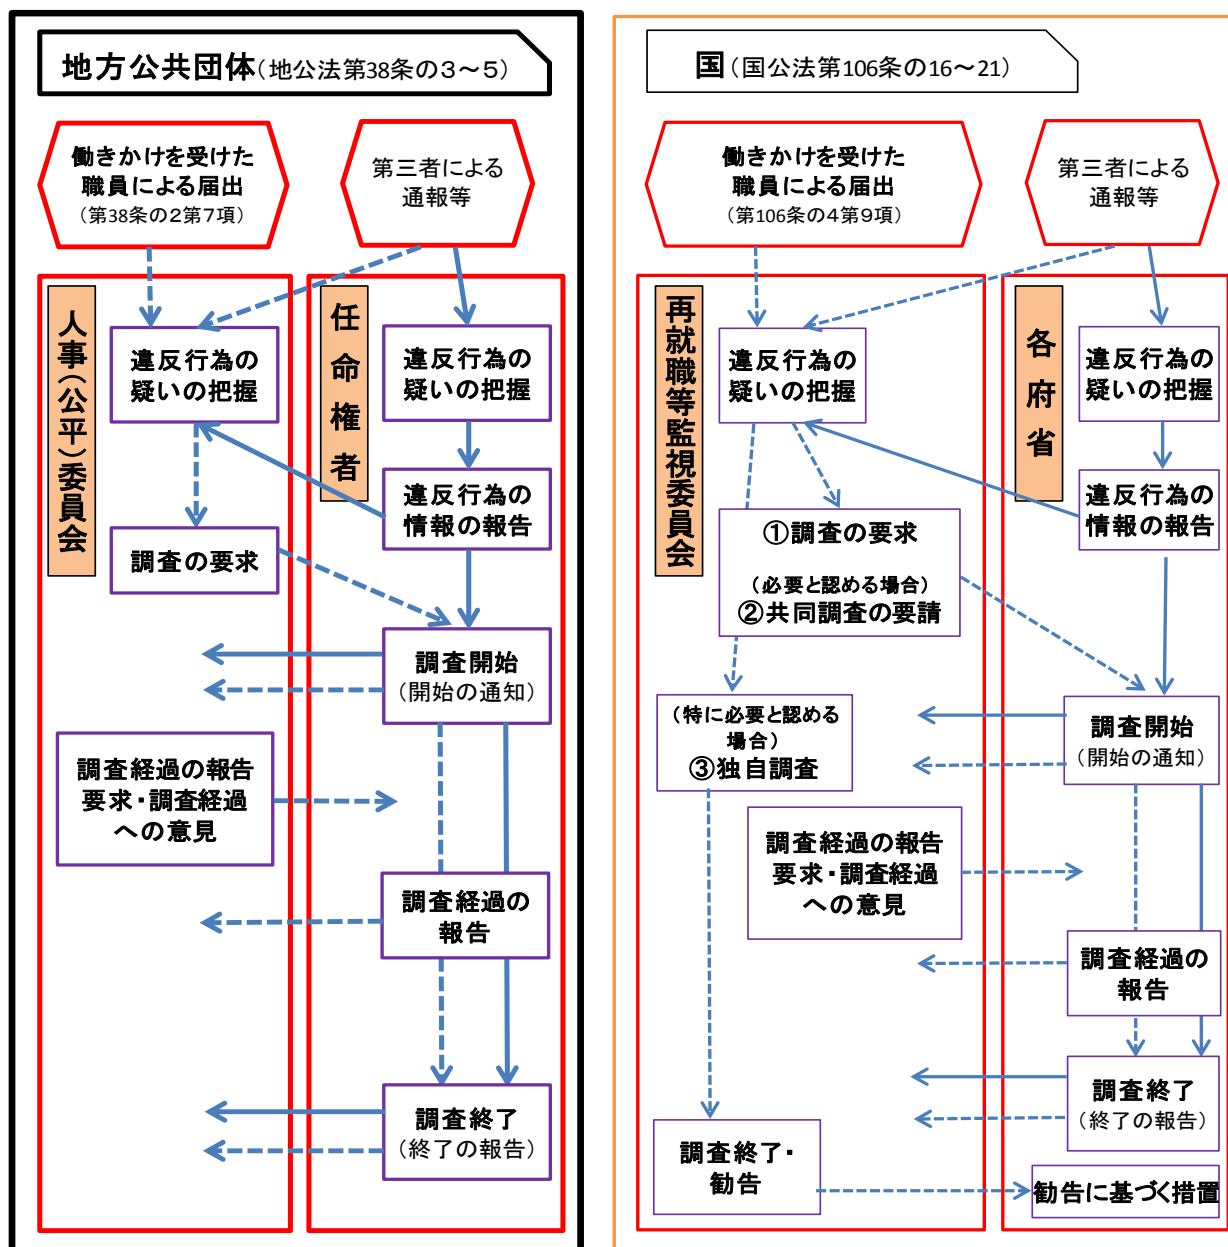 地方公共団体（地公法第38条の３～５）
働きかけを受けた
職員による届出
（第38条の２第７項）
第三者による
通報等
人事（公平）委員会
任命権者
違反行為の
疑いの把握
違反行為の
疑いの把握
違反行為の
情報の報告
調査の要求
調査開始
（開始の通知）
調査経過の報告
要求・調査経過
への意見
調査経過の
報告
調査終了
（終了の報告）
国（国公法第106条の16～21）
働きかけを受けた
職員による届出
（第106条の４第９項）
第三者による
通報等
再就職等監視委員会
各府省
違反行為の
疑いの把握
違反行為の
疑いの把握
違反行為の
情報の報告
①調査の要求
（必要と認める場合）
②共同調査の要請
（特に必要と認める
場合）
③独自調査
調査開始
（開始の通知）
調査経過の報告
要求・調査経過
への意見
調査経過の
報告
調査終了
（終了の報告）
調査終了・
勧告
勧告に基づく措置